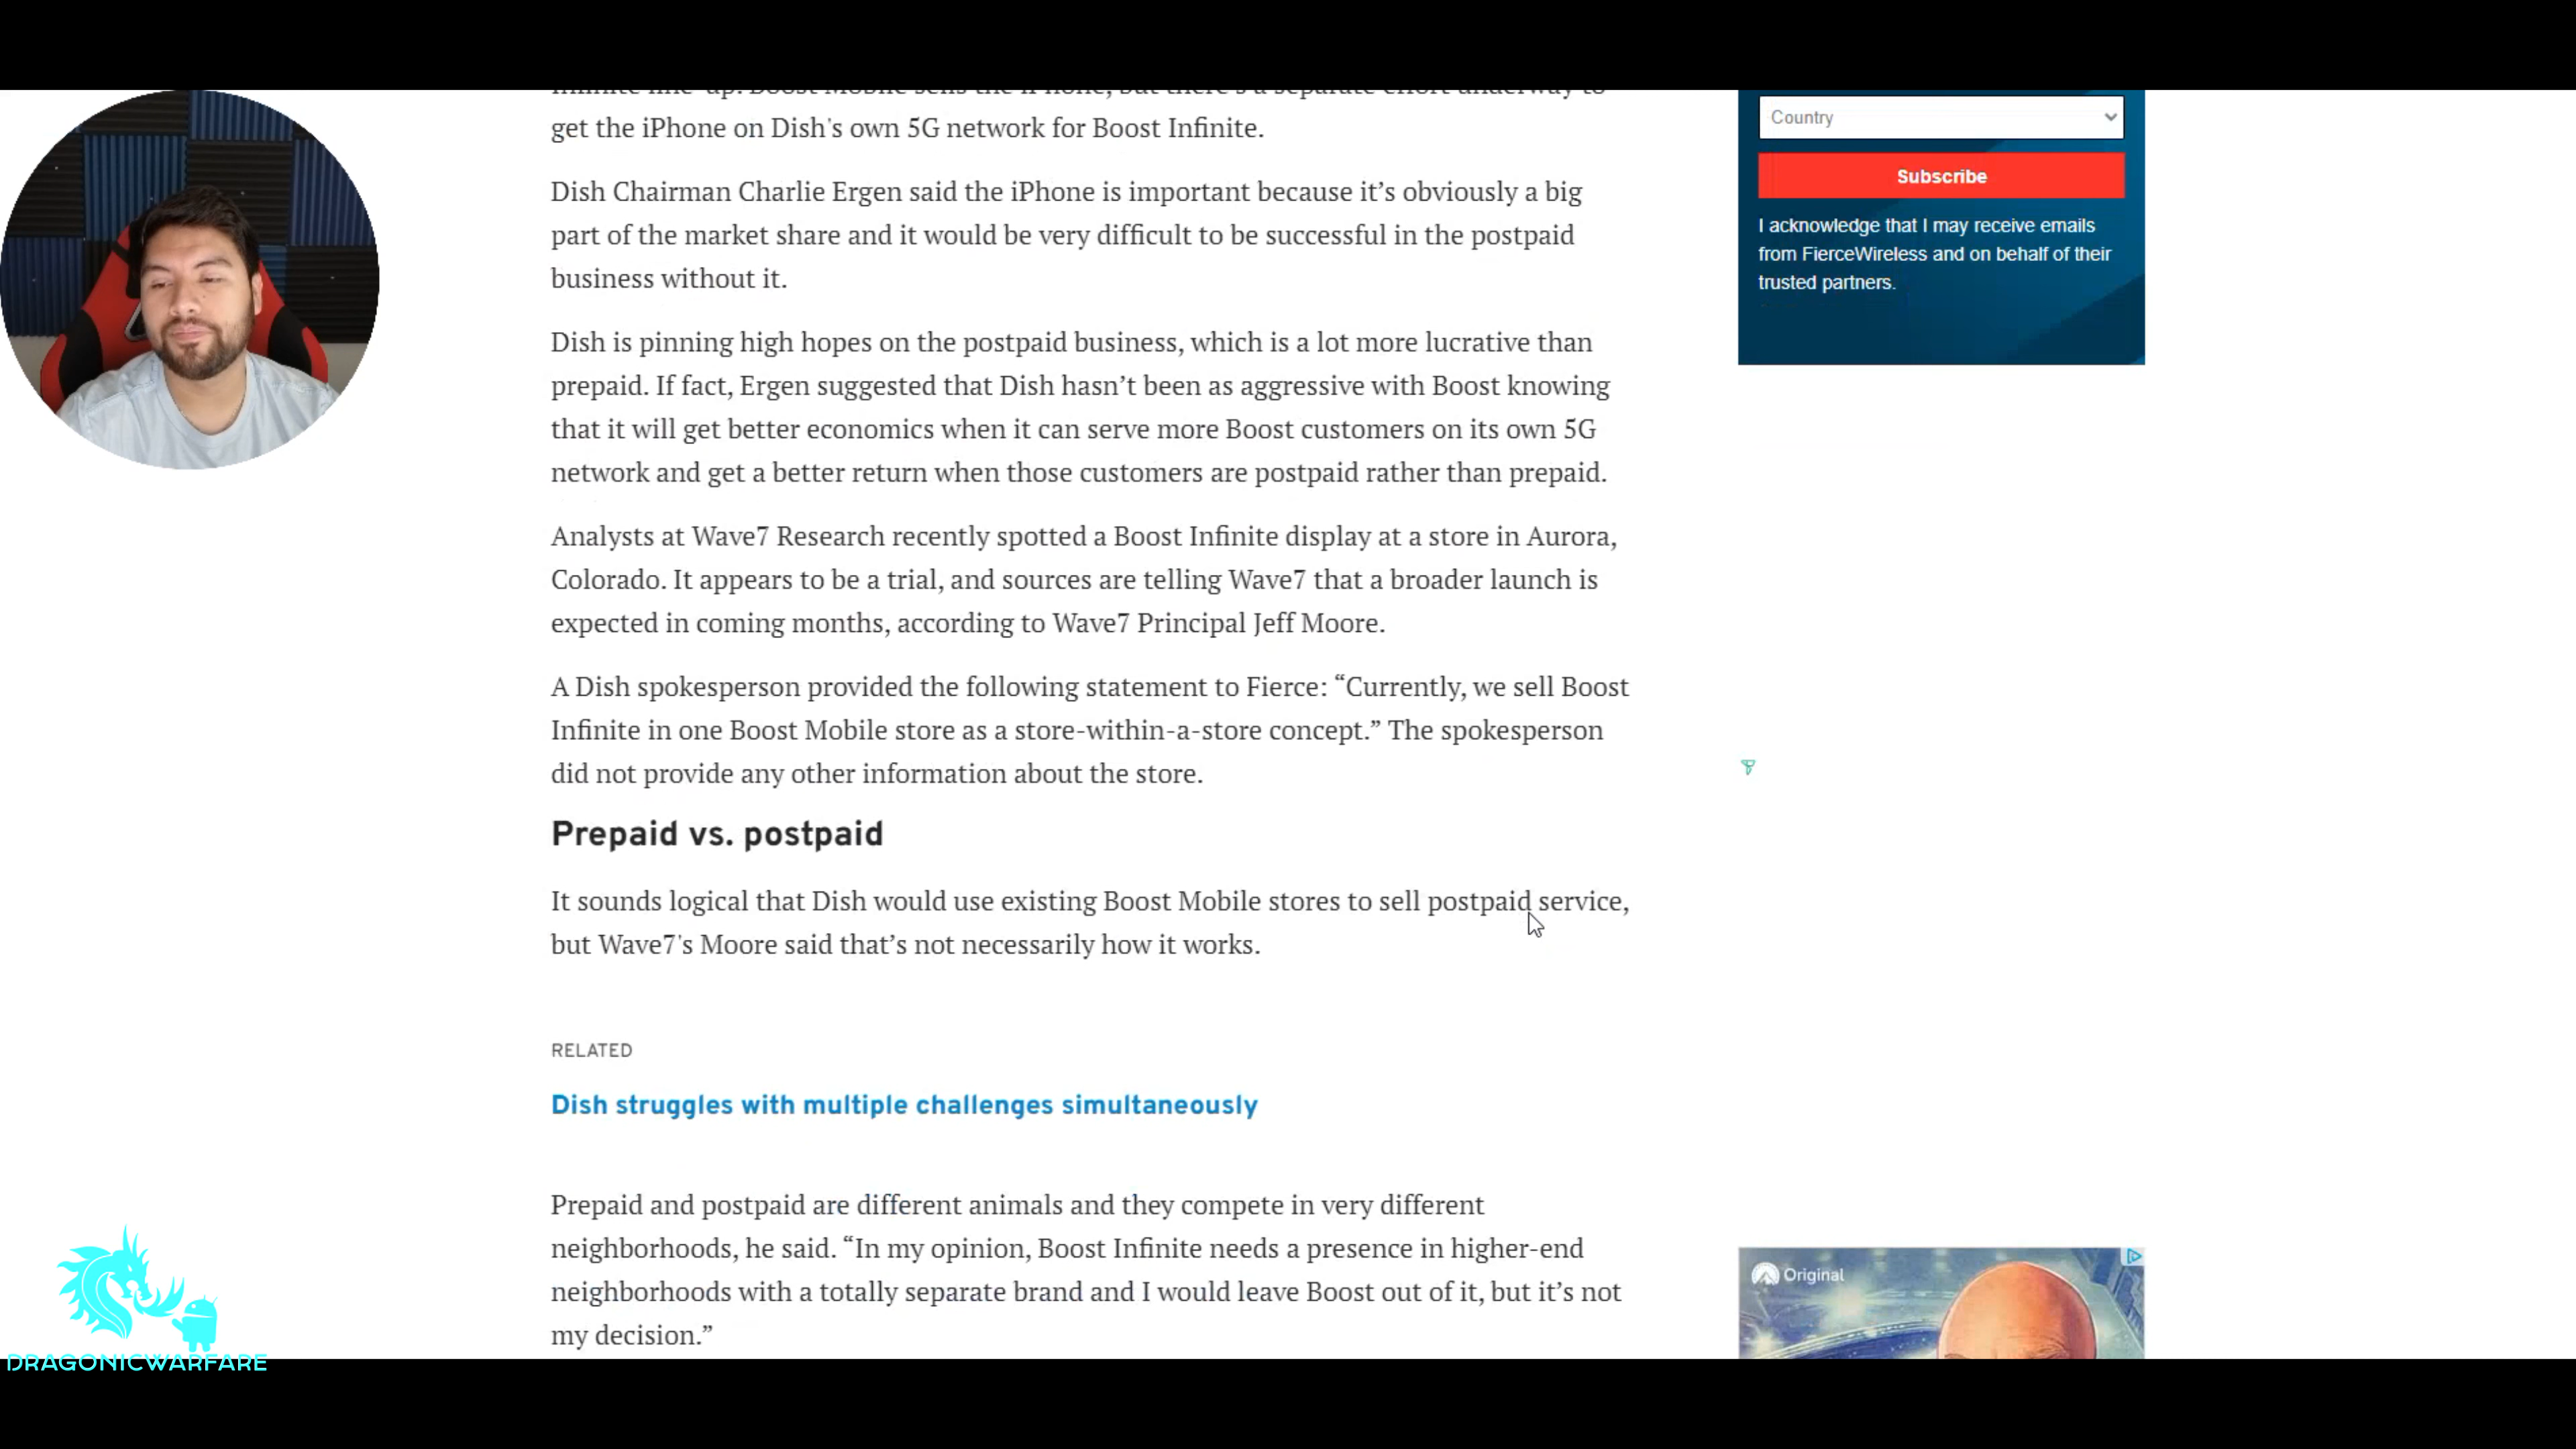 Infinite line-up. Boost Mobile sells the iPhone, but there's a separate effort underway to
get the iPhone on Dish's own 5G network for Boost Infinite.
Dish Chairman Charlie Ergen said the iPhone is important because it’s obviously a big
part of the market share and it would be very difficult to be successful in the postpaid
business without it.
Dish is pinning high hopes on the postpaid business, which is a lot more lucrative than
prepaid. If fact, Ergen suggested that Dish hasn’t been as aggressive with Boost knowing
that it will get better economics when it can serve more Boost customers on its own 5G
network and get a better return when those customers are postpaid rather than prepaid.
Analysts at Wave7 Research recently spotted a Boost Infinite display at a store in Aurora,
Colorado. It appears to be a trial, and sources are telling Wave7 that a broader launch is
expected in coming months, according to Wave7 Principal Jeff Moore.
A Dish spokesperson provided the following statement to Fierce: “Currently, we sell Boost
Infinite in one Boost Mobile store as a store-within-a-store concept.” The spokesperson
did not provide any other information about the store.
Prepaid vs. postpaid
It sounds logical that Dish would use existing Boost Mobile stores to sell postpaid service,
but Wave7's Moore said that’s not necessarily how it works.
RELATED
Dish struggles with multiple challenges simultaneously
Prepaid and postpaid are different animals and they compete in very different
neighborhoods, he said. “In my opinion, Boost Infinite needs a presence in higher-end
neighborhoods with a totally separate brand and I would leave Boost out of it, but it’s not
my decision.”
Country
Subscribe
I acknowledge that I may receive emails
from FierceWireless and on behalf of their
trusted partners.
Original
DRAGONICWARFARE